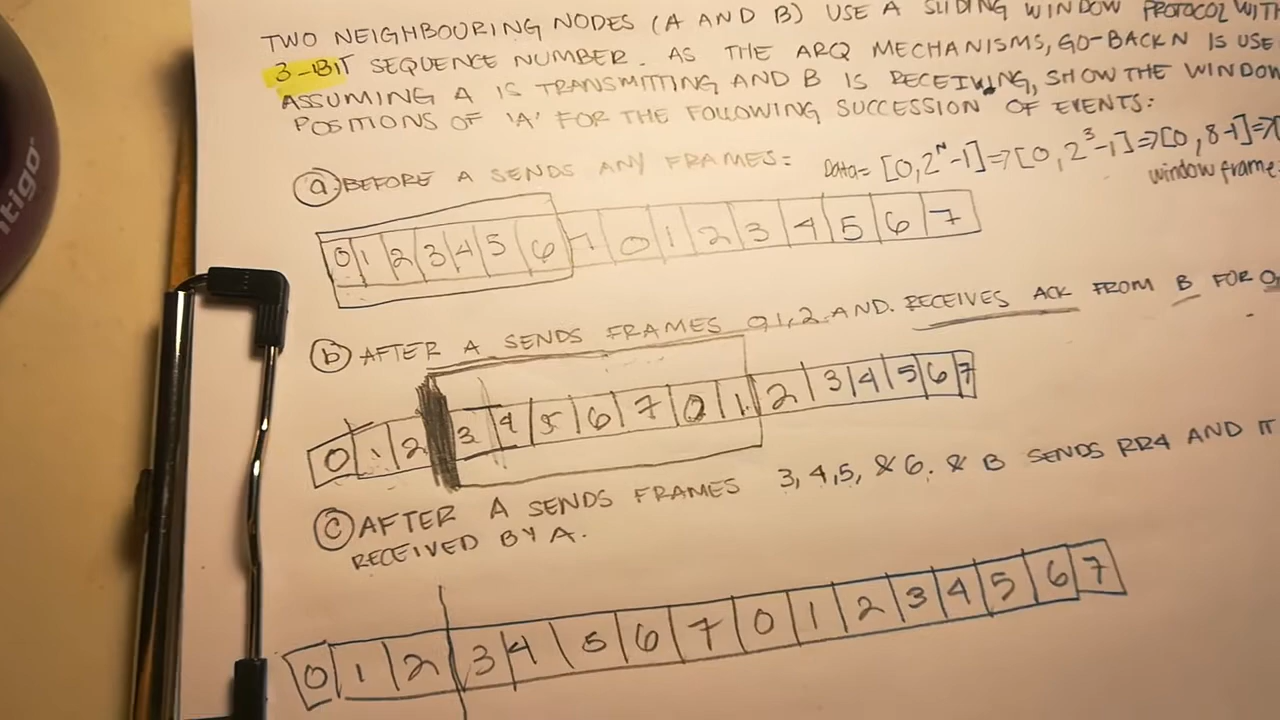 TWO NEIGHBOURING NODES (A AND B) USE A SLIDING WINDOW PROTOCOL WITH
3-BIT SEQUENCE NUMBER. AS THE ARQ MECHANISMS, GO-BACK N IS USE
ASSUMING A IS TRANSMITTING AND B IS RECEIVING, SHOW THE WINDOW
POSITIONS OF 'A' FOR THE FOLLOWING SUCCESSION OF EVENTS:
(a) BEFORE A SENDS ANY FRAMES: Data= [0,2^N-1]⇒[0,2^3-1]⇒[0,8-1]⇒
window frame
0 1 2 3 4 5 6 7 0 1 2 3 4 5 6 7
(b) AFTER A SENDS FRAMES 0,1,2 AND. RECEIVES ACK FROM B FOR 0,
0 1 2 3 4 5 6 7 0 1 2 3 4 5 6 7
(c) AFTER A SENDS FRAMES 3, 4,5, & 6. & B SENDS RR4 AND IT
RECEIVED BY A.
0 1 2 3 4 5 6 7 0 1 2 3 4 5 6 7
tigo